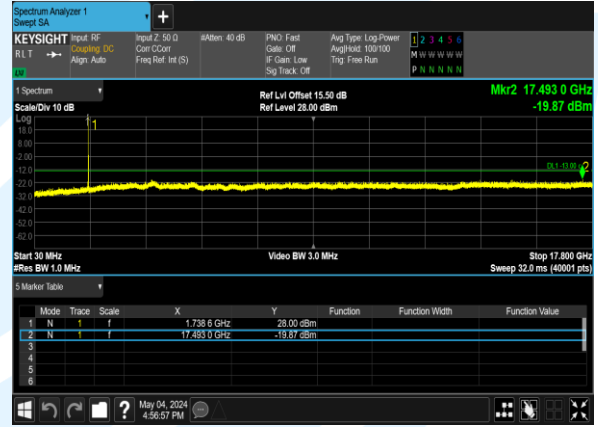 Spectrum Analyzer 1
Swept SA
+
KEYSIGHT Input: RF Input Z: 50 Ω #Atten: 40 dB PNO: Fast Avg Type: Log-Power 1 2 3 4 5 6
RLT Coupling: DC Corr CCorr Gate: Off Avg|Hold: 100/100 M W W W W W
Align: Auto Freq Ref: Int (S) IF Gain: Low Trig: Free Run
Sig Track: Off P N N N N N
LW
1 Spectrum Ref Lvl Offset 15.50 dB Mkr2 17.493 0 GHz
Scale/Div 10 dB Ref Level 28.00 dBm -19.87 dBm
Log
1
18.0
8.00
-2.00
-12.0 DL1 -13.00 2
-22.0
-32.0
-42.0
-52.0
-62.0
Start 30 MHz Video BW 3.0 MHz Stop 17.800 GHz
#Res BW 1.0 MHz Sweep 32.0 ms (40001 pts)
5 Marker Table
Mode Trace Scale X Y Function Function Width Function Value
1 N 1 f 1.738 6 GHz 28.00 dBm
2 N 1 f 17.493 0 GHz -19.87 dBm
3
4
5
6
? May 04, 2024
4:56:57 PM